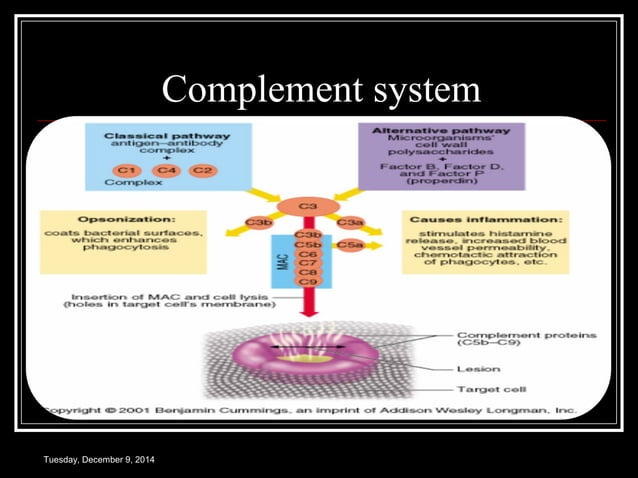 Complement system
Classical pathway
antigen–antibody
complex
+
C1 C4 C2
Complex
Alternative pathway
Microorganisms'
cell wall
polysaccharides
+
Factor B, Factor D,
and Factor P
(properdin)
C3
C3b
C3a
Opsonization:
coats bacterial surfaces,
which enhances
phagocytosis
MAC
C3b
C5b
C6
C7
C8
C9
C5a
Causes inflammation:
stimulates histamine
release, increased blood
vessel permeability,
chemotactic attraction
of phagocytes, etc.
Insertion of MAC and cell lysis
(holes in target cell's membrane)
Complement proteins
(C5b–C9)
Lesion
Target cell
opyright © 2001 Benjamin Cummings, an imprint of Addison Wesley Longman, Inc.
Tuesday, December 9, 2014